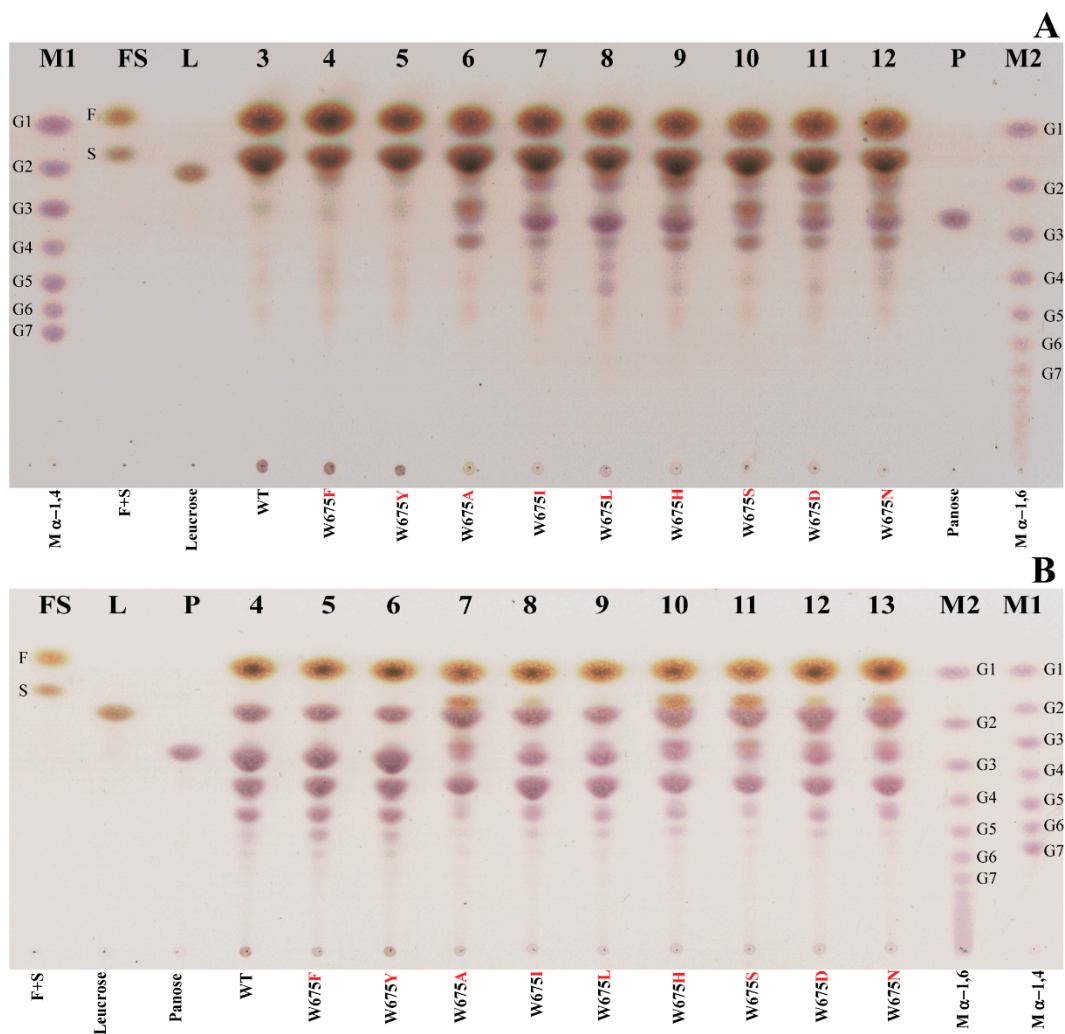 A
M1 FS L 3 4 5 6 7 8 9 10 11 12 P M2
G1 F G1
S
G2 G2
G3 G3
G4 G4
G5 G5
G6 G6
G7 G7
M α-1,4 F+S Leucrose WT W675F W675Y W675A W675I W675L W675H W675S W675D W675N Panose M α-1,6
B
FS L P 4 5 6 7 8 9 10 11 12 13 M2 M1
F G1 G1
S G2
G2 G3
G3 G4
G4 G5
G5 G6
G6 G7
G7
F+S Leucrose Panose WT W675F W675Y W675A W675I W675L W675H W675S W675D W675N M α-1,6 M α-1,4